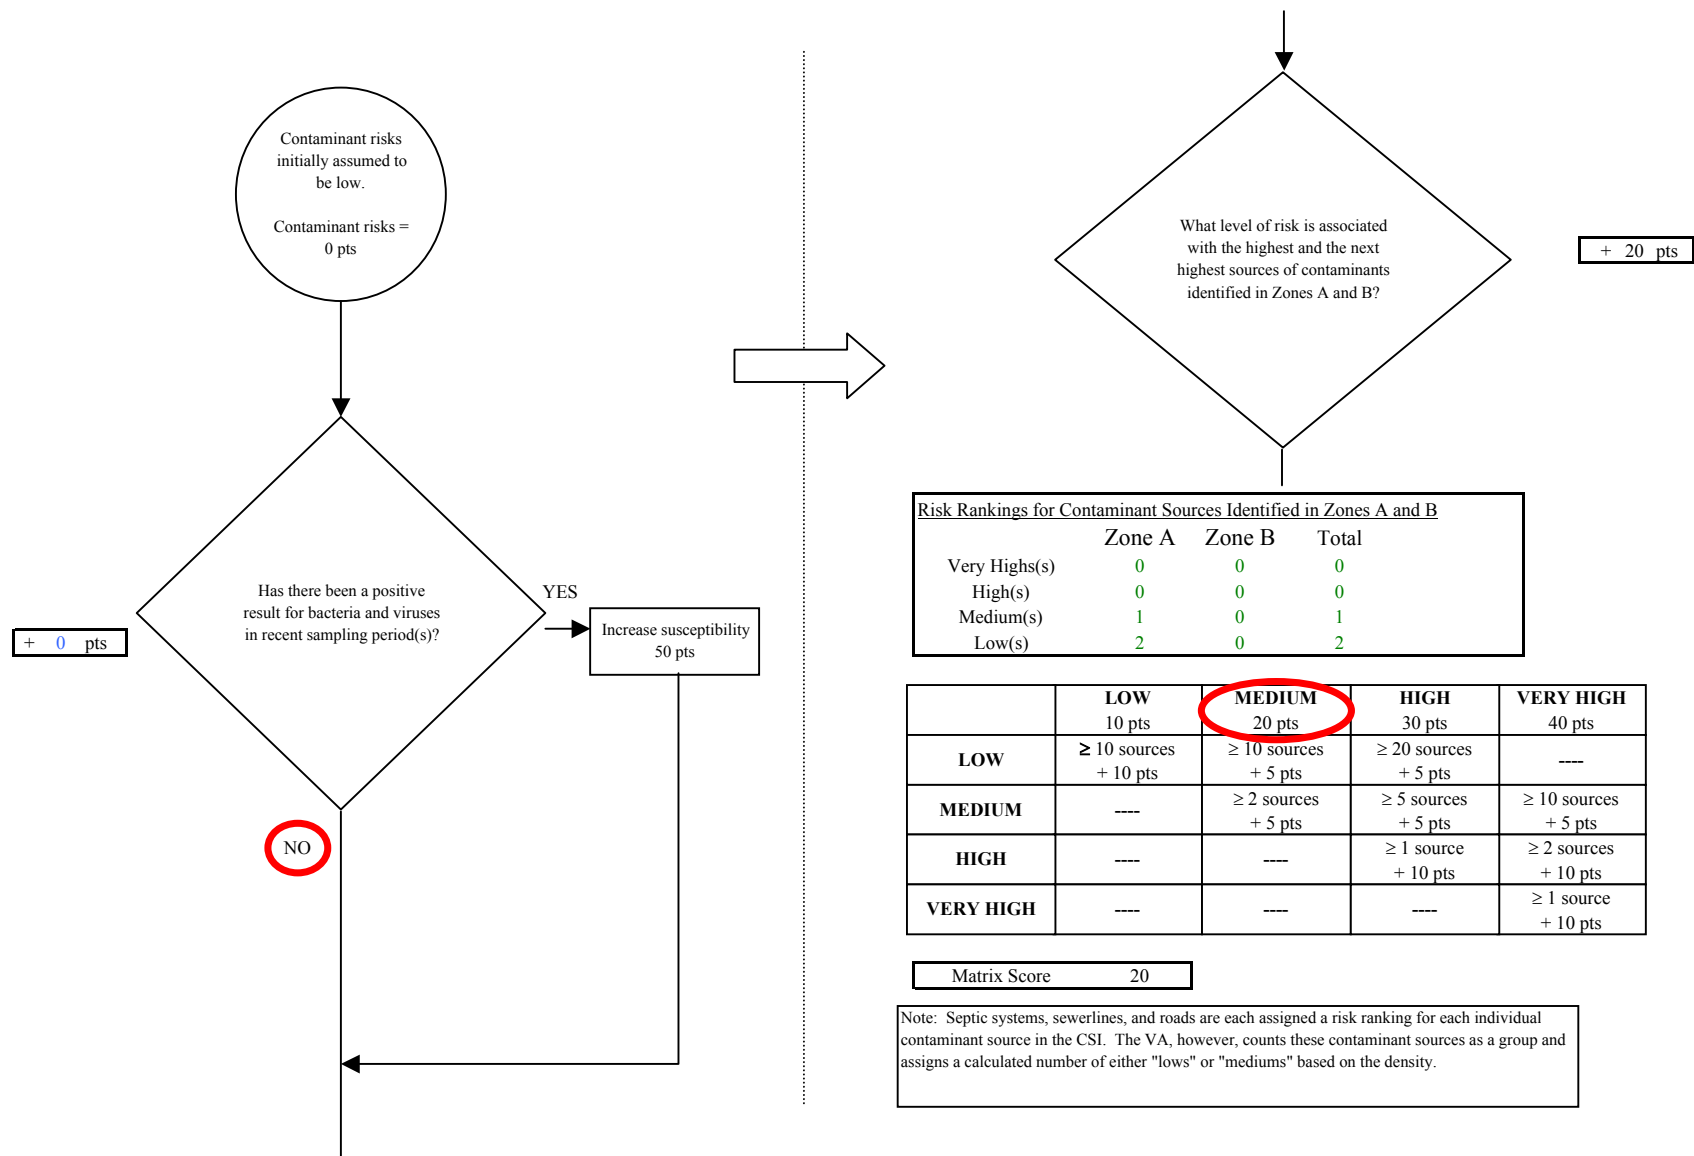 Contaminant risks
initially assumed to
be low.
Contaminant risks =
0 pts
Has there been a positive
result for bacteria and viruses
in recent sampling period(s)?
+ 0 pts
YES
Increase susceptibility
50 pts
NO
What level of risk is associated
with the highest and the next
highest sources of contaminants
identified in Zones A and B?
+ 20 pts
Risk Rankings for Contaminant Sources Identified in Zones A and B
Zone A Zone B Total
Very Highs(s) 0 0 0
High(s) 0 0 0
Medium(s) 1 0 1
Low(s) 2 0 2
LOW MEDIUM HIGH VERY HIGH
10 pts 20 pts 30 pts 40 pts
LOW ≥ 10 sources + 10 pts ≥ 10 sources + 5 pts ≥ 20 sources + 5 pts ----
MEDIUM ---- ≥ 2 sources + 5 pts ≥ 5 sources + 5 pts ≥ 10 sources + 5 pts
HIGH ---- ---- ≥ 1 source + 10 pts ≥ 2 sources + 10 pts
VERY HIGH ---- ---- ---- ≥ 1 source + 10 pts
Matrix Score 20
Note: Septic systems, sewerlines, and roads are each assigned a risk ranking for each individual
contaminant source in the CSI. The VA, however, counts these contaminant sources as a group and
assigns a calculated number of either "lows" or "mediums" based on the density.